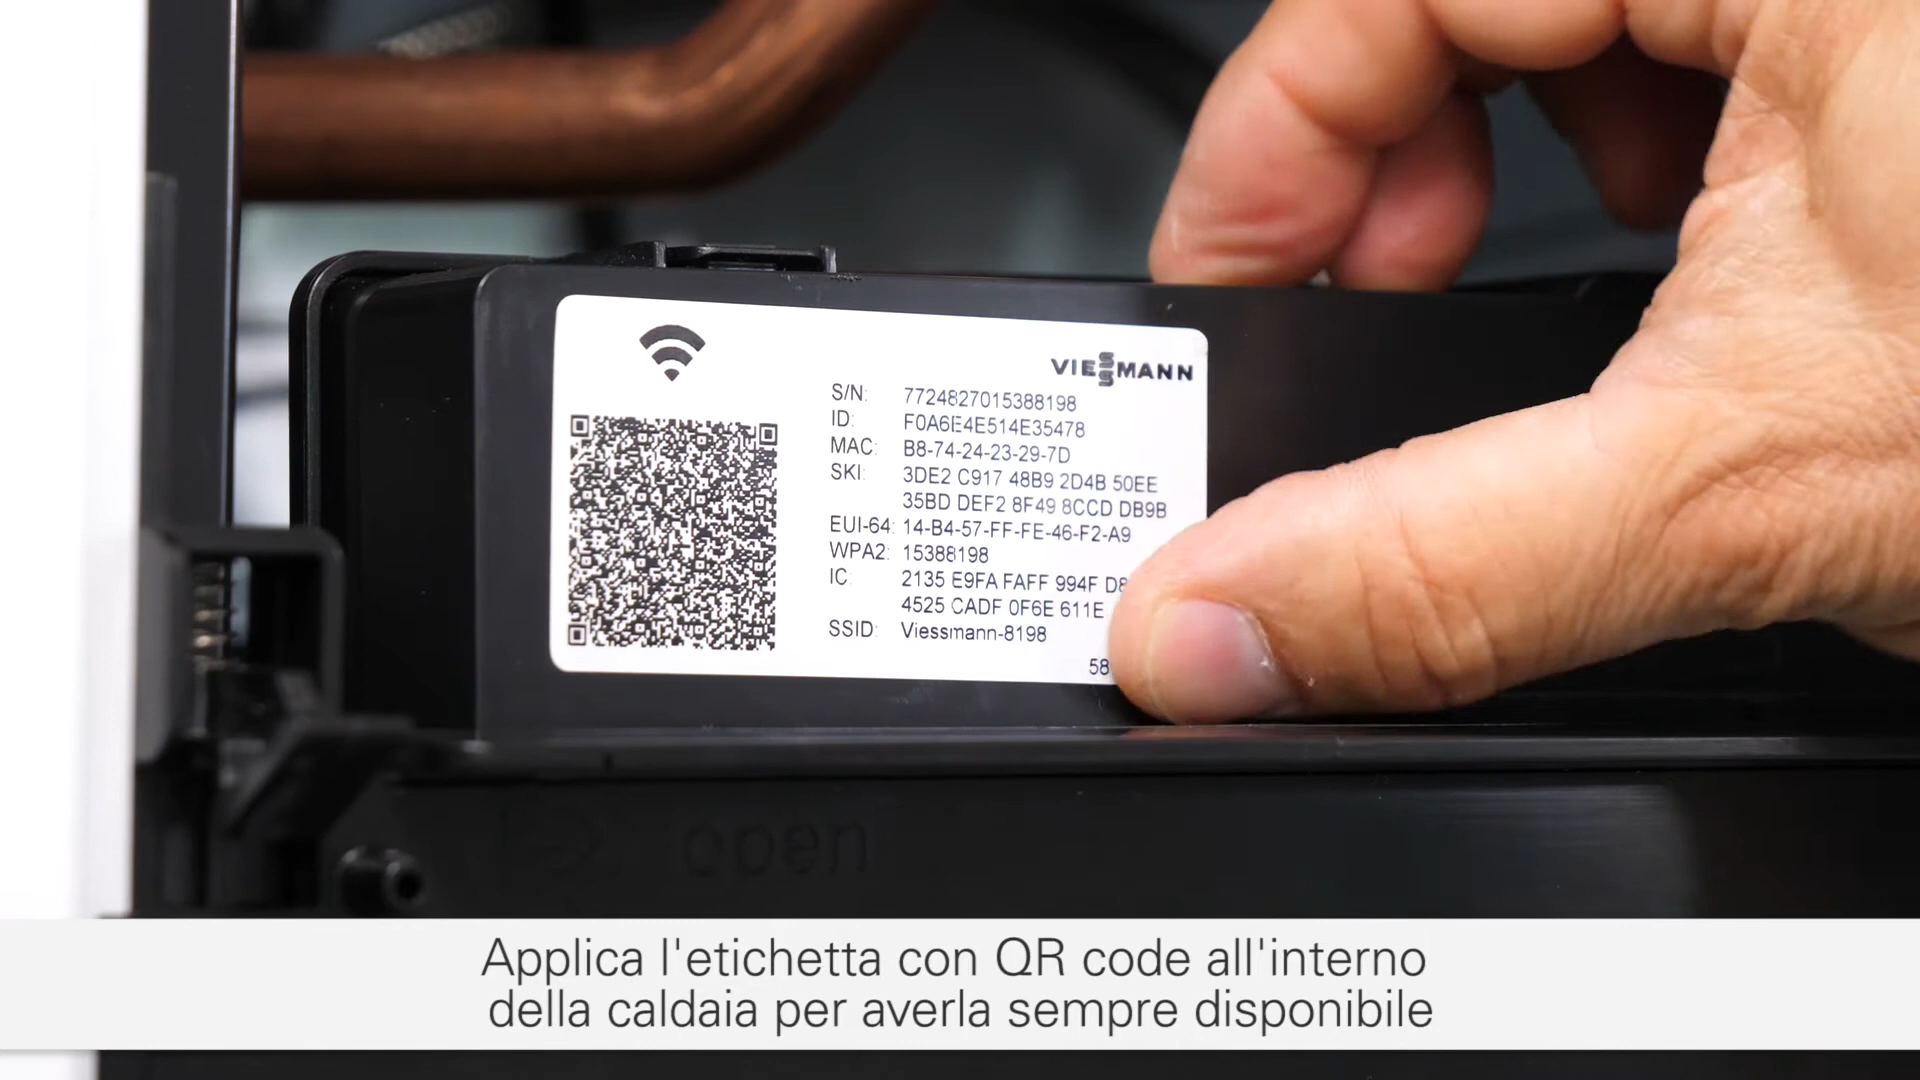 VIESSMANN
S/N: 7724827015388198
ID: F0A6E4E514E35478
MAC: B8-74-24-23-29-7D
SKI: 3DE2 C917 48B9 2D4B 50EE
35BD DEF2 8F49 8CCD DB9B
EUI-64: 14-B4-57-FF-FE-46-F2-A9
WPA2: 15388198
IC: 2135 E9FA FAFF 994F
4525 CADF 0F6E 611E
SSID: Viessmann-8198
open
Applica l'etichetta con QR code all'interno
della caldaia per averla sempre disponibile